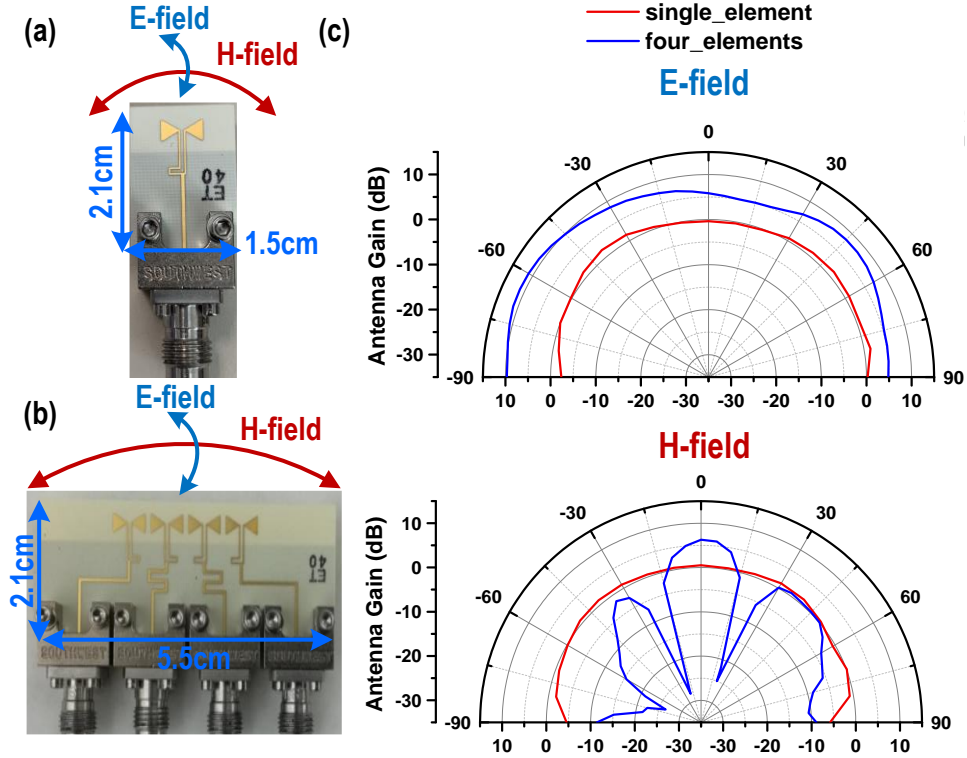 (a)
E-field
H-field
2.1cm
ET
40
1.5cm
SOUTHWEST
(b)
E-field
H-field
2.1cm
ET
40
SOUTHWEST
5.5cm
(c)
single_element
four_elements
E-field
Antenna Gain (dB)
10
0
-10
-20
-30
-90
-60
-30
0
30
60
90
10 0 -10 -20 -30 -30 -20 -10 0 10
H-field
Antenna Gain (dB)
10
0
-10
-20
-30
-90
-60
-30
0
30
60
90
10 0 -10 -20 -30 -35 -30 -20 -10 0 10